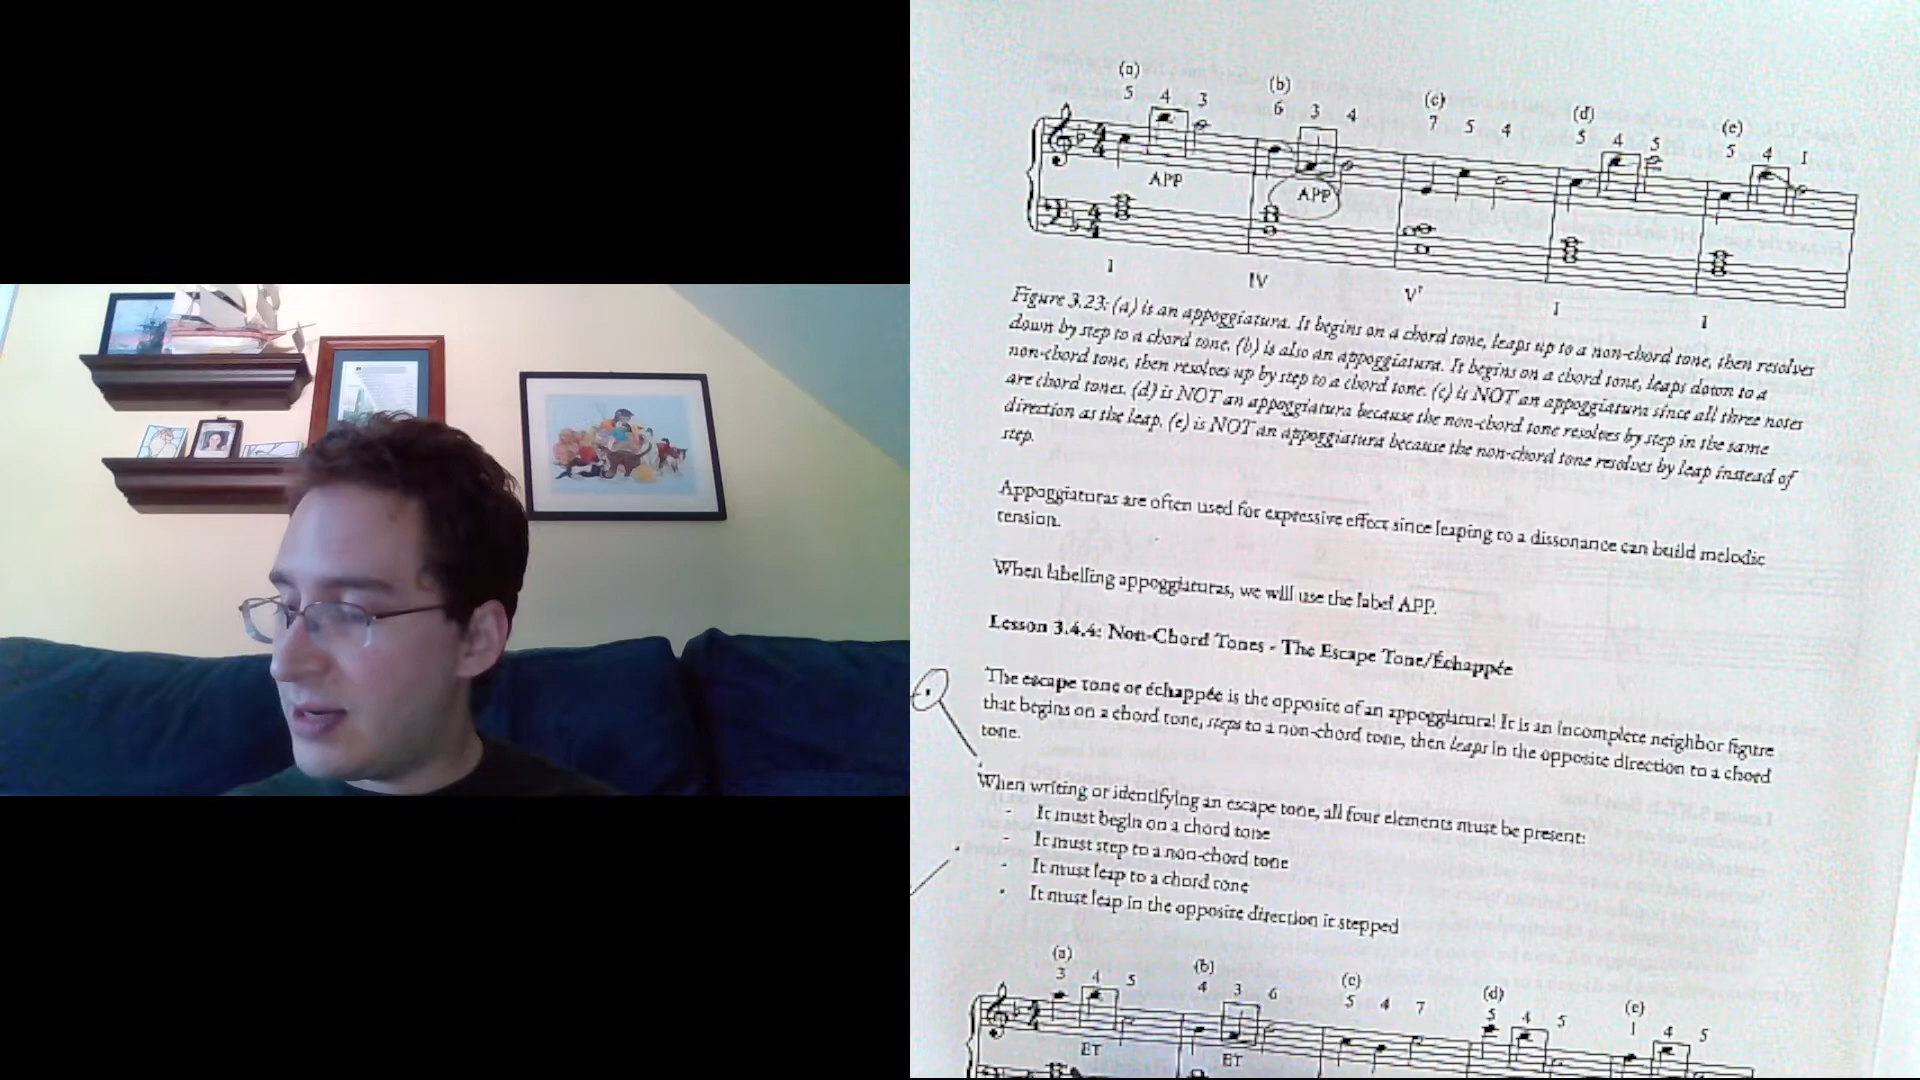 (a) (b) (c) (d) (e)
5 4 3 6 3 4 7 5 4 5 4 5 5 4 1
APP APP
I IV V7 I I
Figure 3.23: (a) is an appoggiatura. It begins on a chord tone, leaps up to a non-chord tone, then resolves
down by step to a chord tone. (b) is also an appoggiatura. It begins on a chord tone, leaps down to a
non-chord tone, then resolves up by step to a chord tone. (c) is NOT an appoggiatura since all three notes
are chord tones. (d) is NOT an appoggiatura because the non-chord tone resolves by step in the same
direction as the leap. (e) is NOT an appoggiatura because the non-chord tone resolves by leap instead of
step.
Appoggiaturas are often used for expressive effect since leaping to a dissonance can build melodic
tension.
When labelling appoggiaturas, we will use the label APP.
Lesson 3.4.4: Non-Chord Tones - The Escape Tone/Échappée
The escape tone or échappée is the opposite of an appoggiatura! It is an incomplete neighbor figure
that begins on a chord tone, steps to a non-chord tone, then leaps in the opposite direction to a chord
tone.
When writing or identifying an escape tone, all four elements must be present:
- It must begin on a chord tone
- It must step to a non-chord tone
- It must leap to a chord tone
- It must leap in the opposite direction it stepped
(a) (b) (c) (d) (e)
3 4 5 4 3 6 5 4 7 5 4 5 1 4 5
ET ET